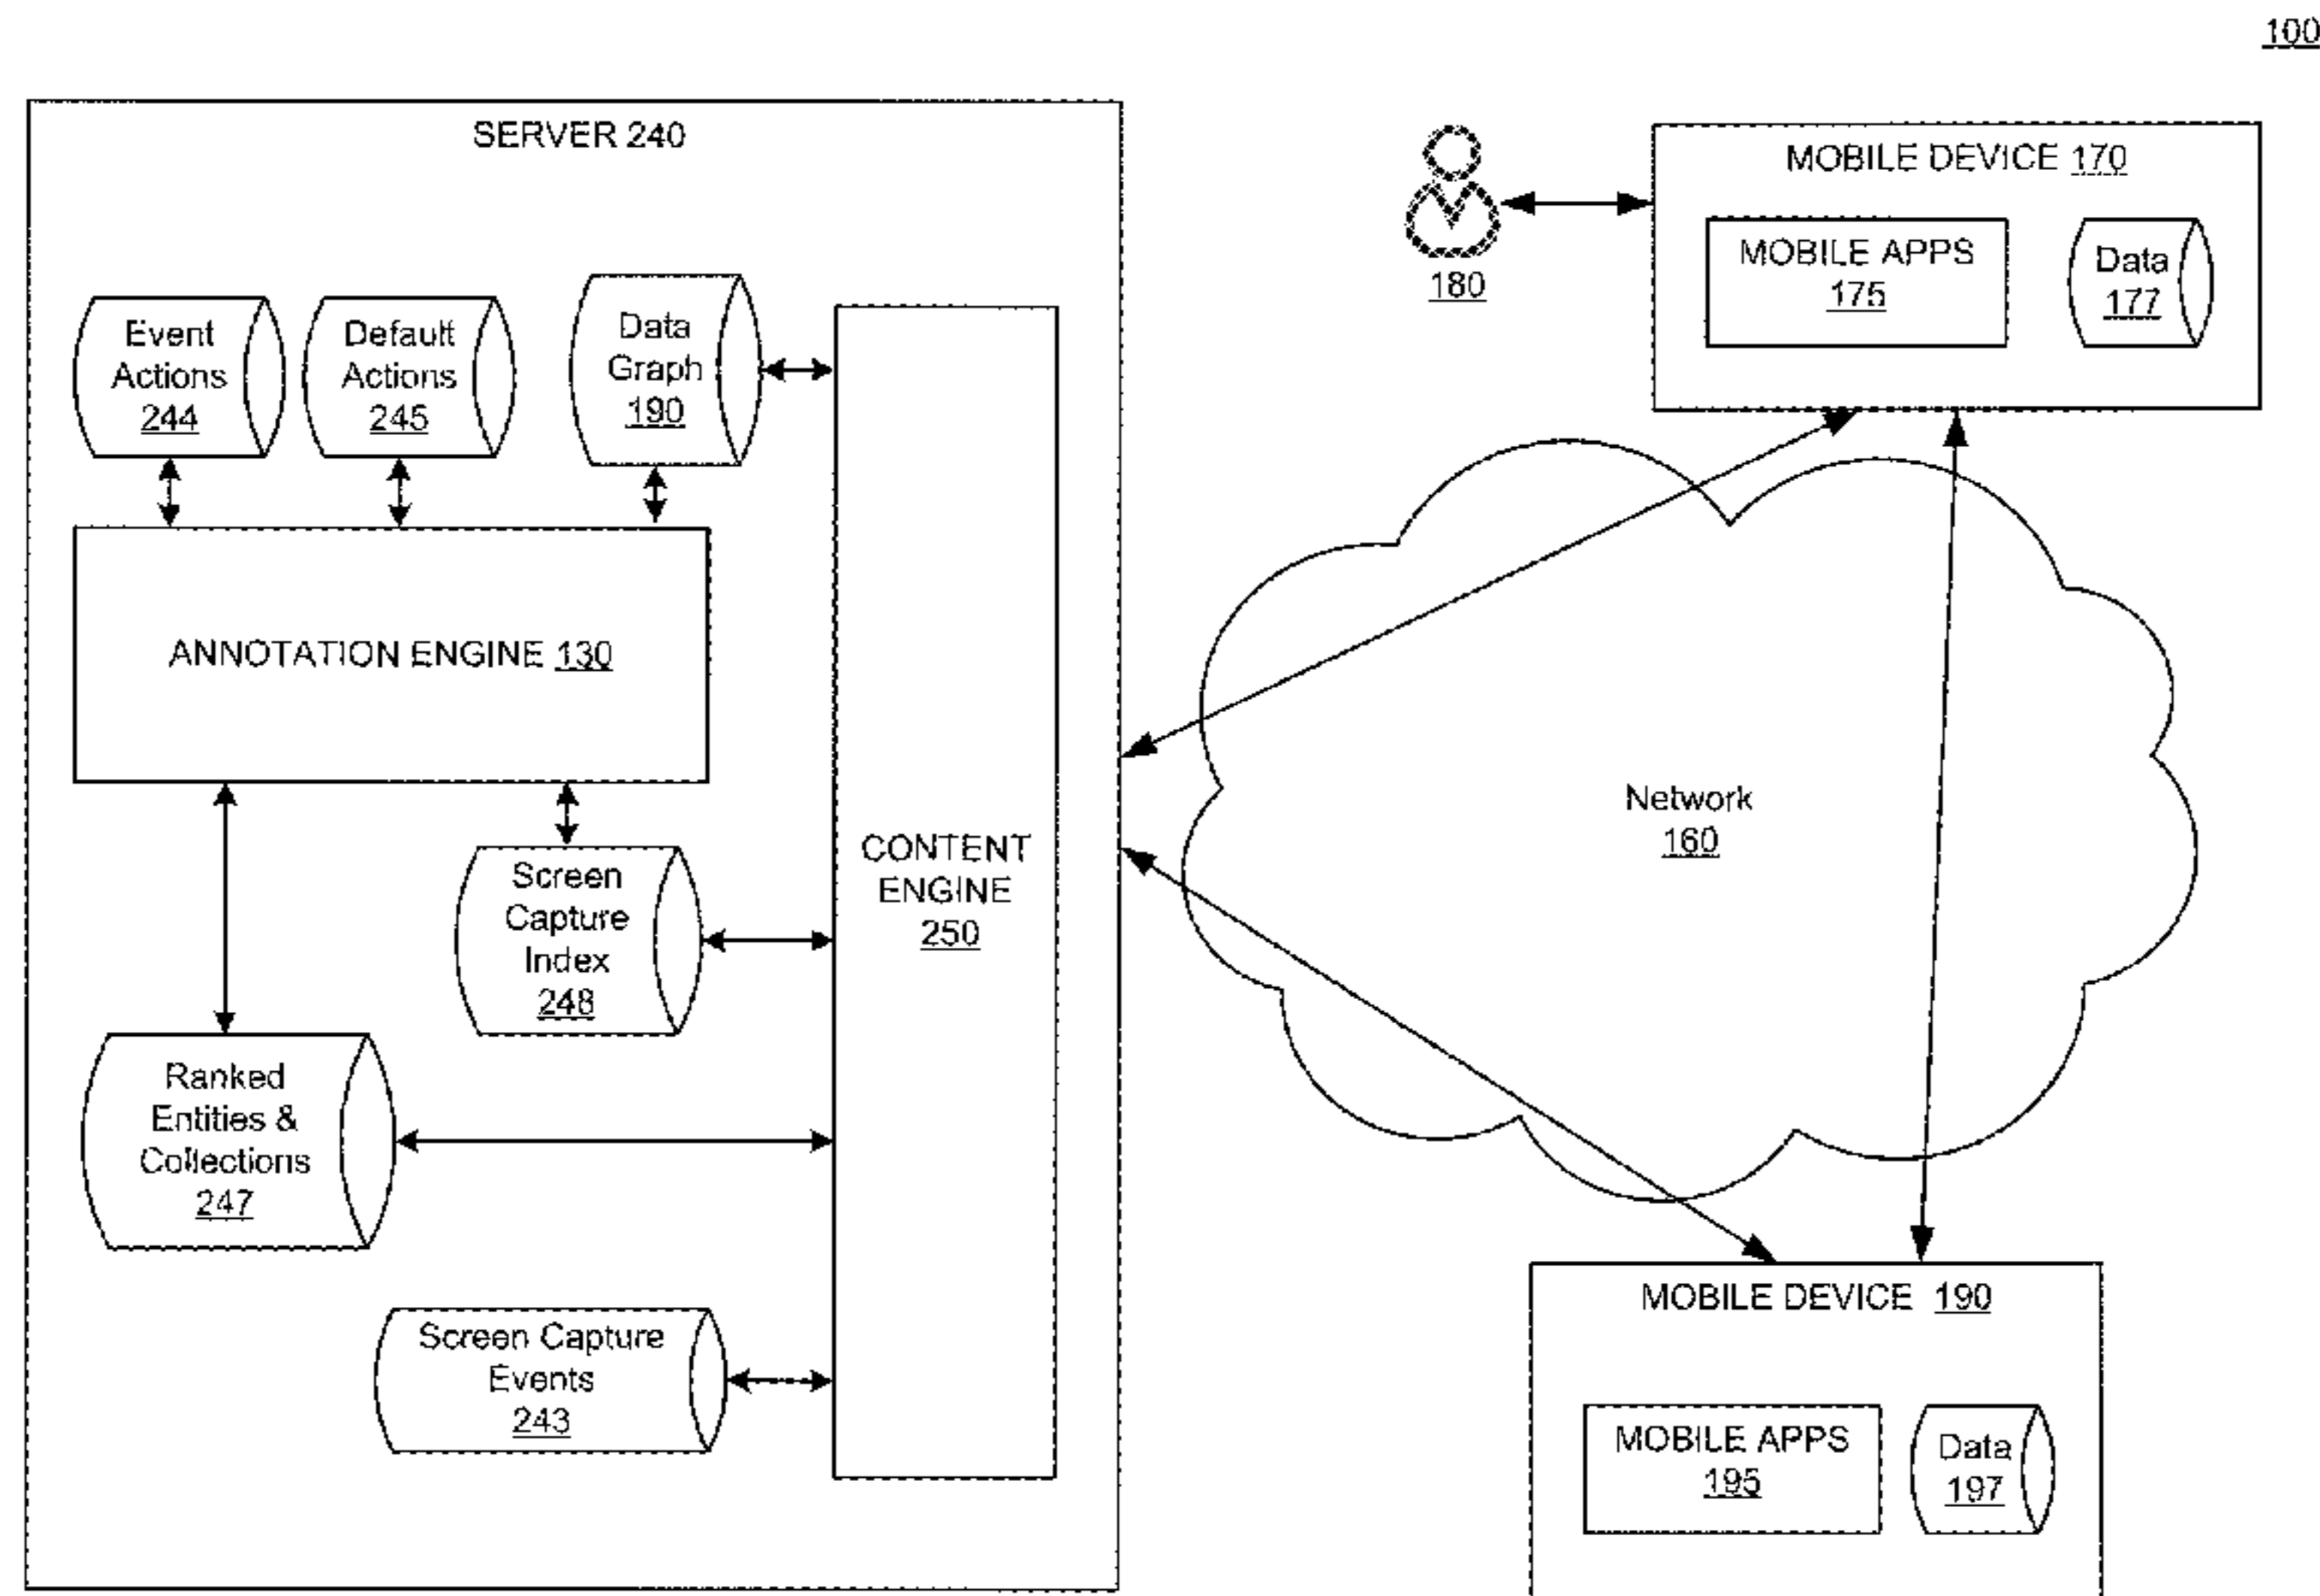 100
SERVER 240
Event
Actions
244
Default
Actions
245
Data
Graph
190
ANNOTATION ENGINE 130
Screen
Capture
Index
248
Ranked
Entities &
Collections
247
Screen Capture
Events
243
CONTENT
ENGINE
250
180
MOBILE DEVICE 170
MOBILE APPS
175
Data
177
Network
160
MOBILE DEVICE 190
MOBILE APPS
195
Data
197